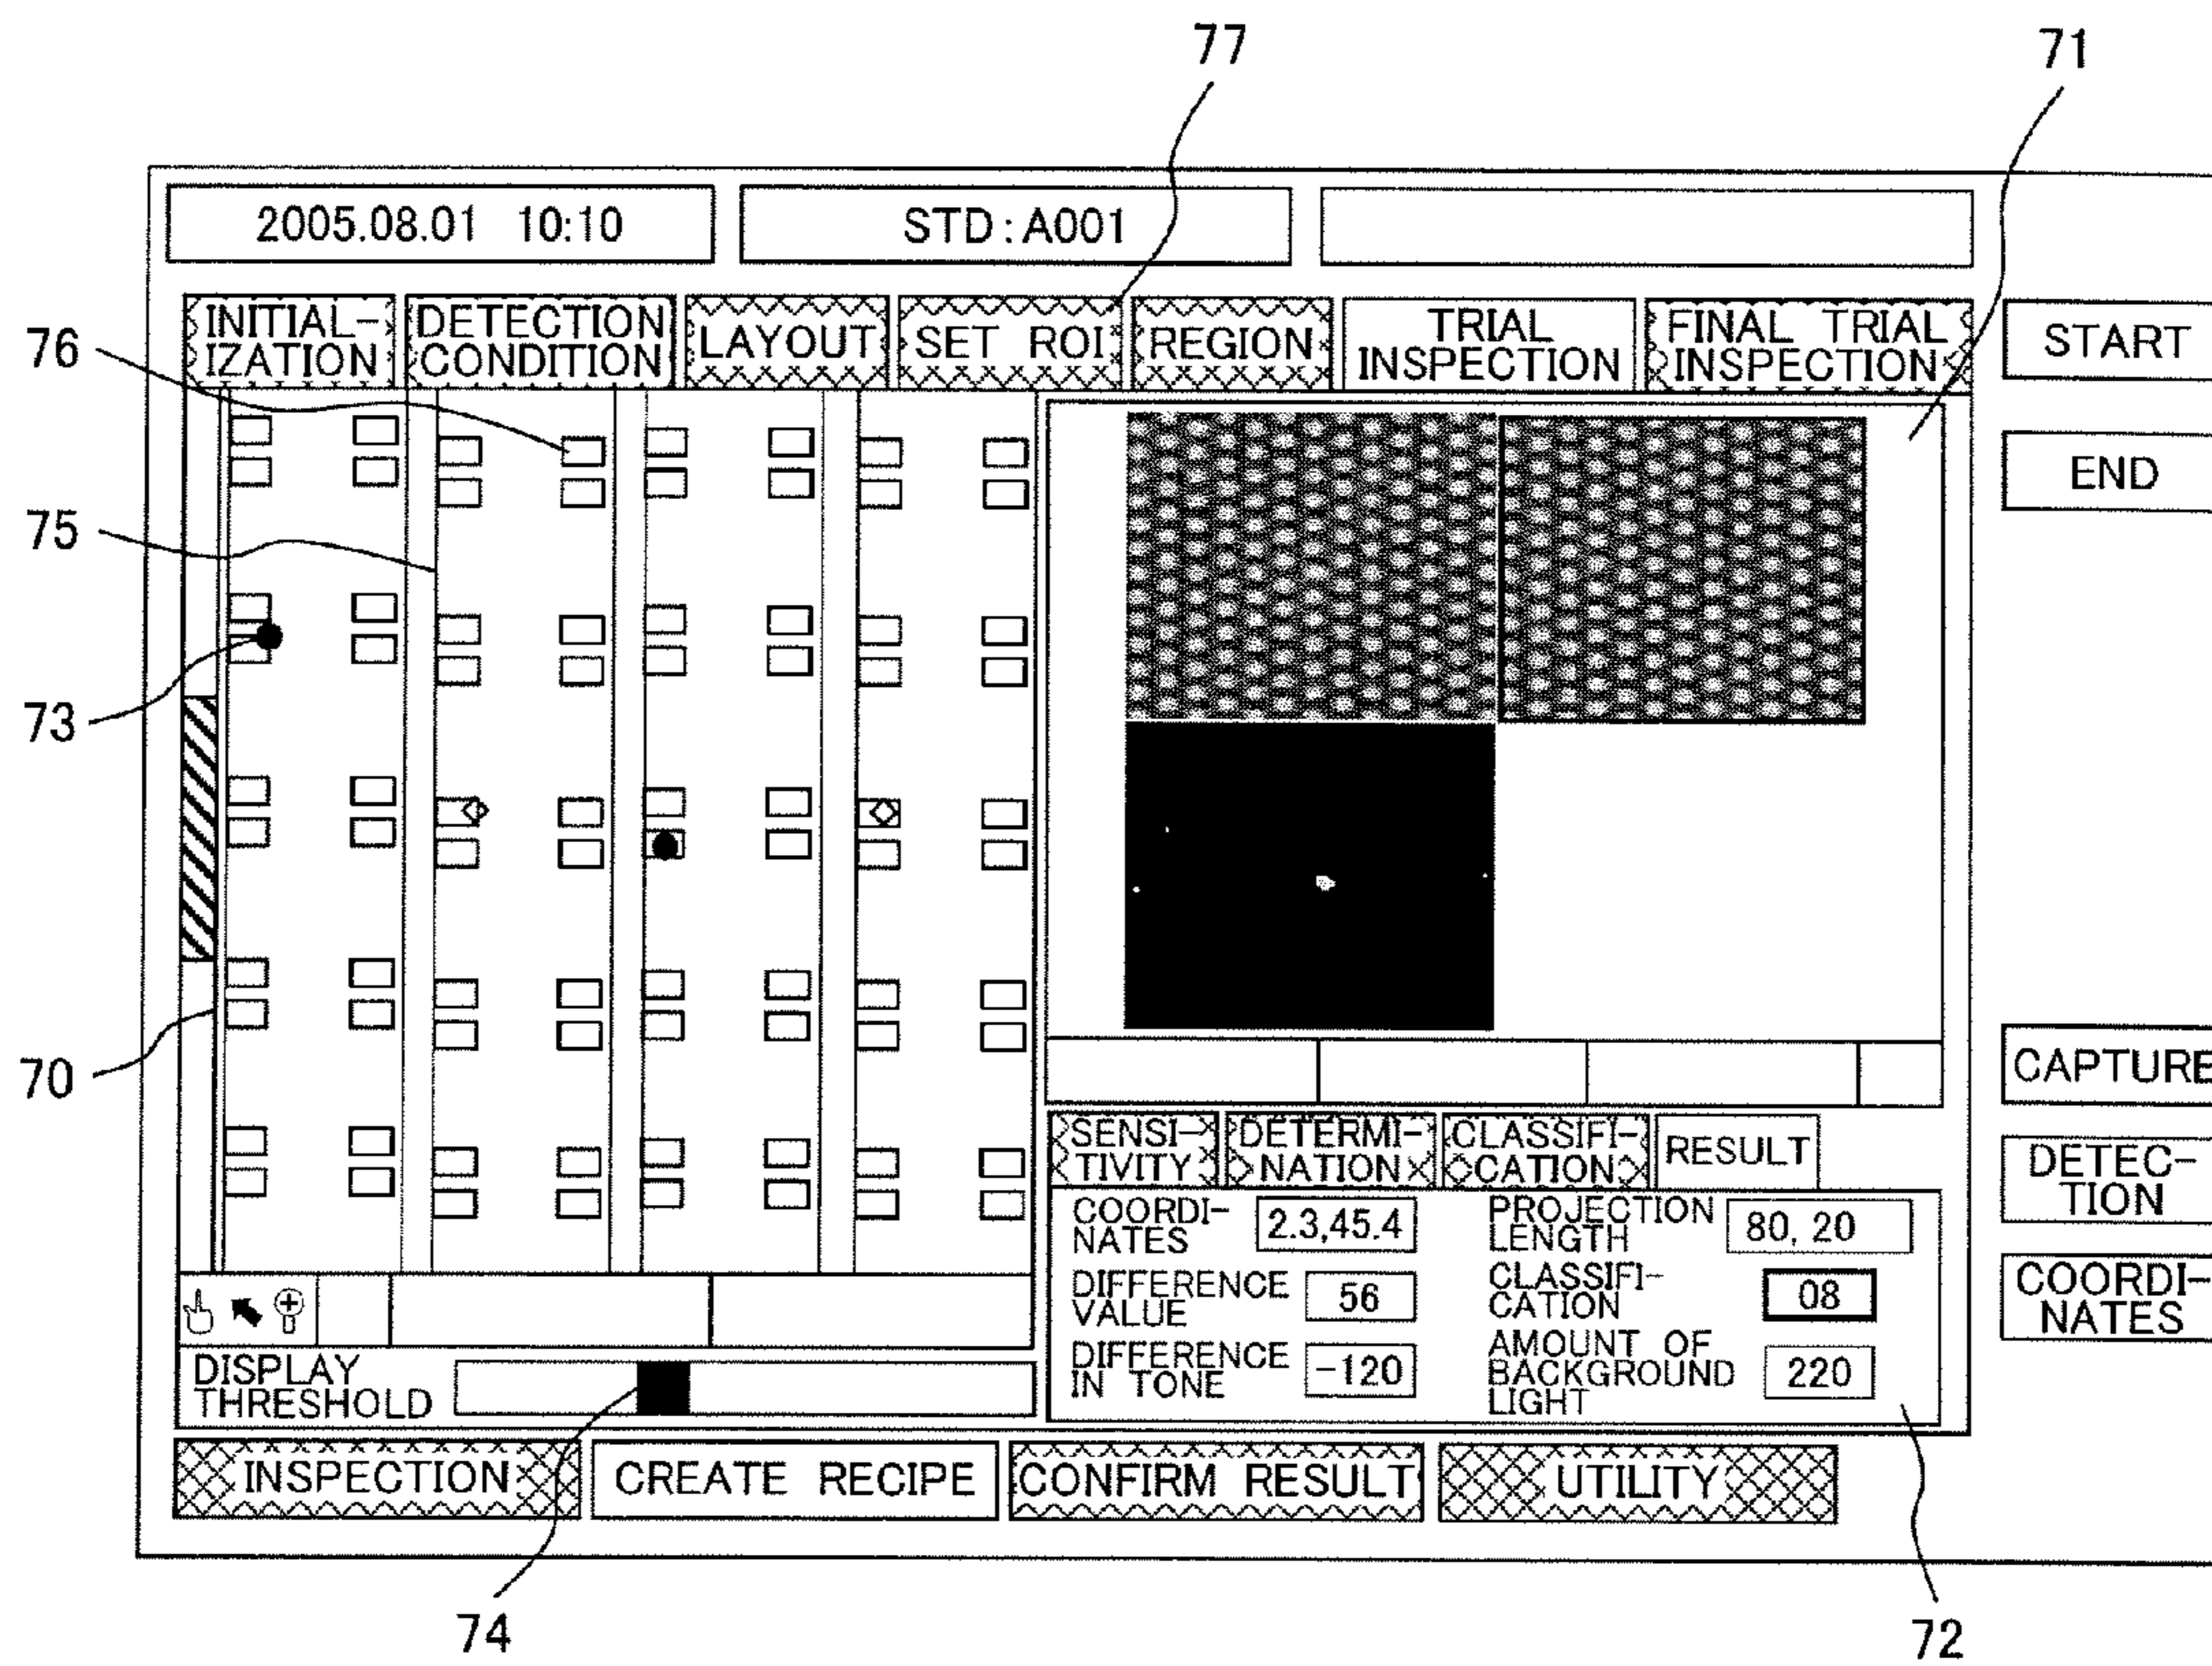 77
71
2005.08.01 10:10
STD:A001
INITIAL-
IZATION
DETECTION
CONDITION
LAYOUT
SET ROI
REGION
TRIAL
INSPECTION
FINAL TRIAL
INSPECTION
START
76
END
75
73
70
CAPTURE
SENSI-
TIVITY
DETERMI-
NATION
CLASSIFI-
CATION
RESULT
DETEC-
TION
COORDI-
NATES
2.3,45.4
PROJECTION
LENGTH
80, 20
COORDI-
NATES
DIFFERENCE
VALUE
56
CLASSIFI-
CATION
08
DIFFERENCE
IN TONE
-120
AMOUNT OF
BACKGROUND
LIGHT
220
DISPLAY
THRESHOLD
INSPECTION
CREATE RECIPE
CONFIRM RESULT
UTILITY
74
72